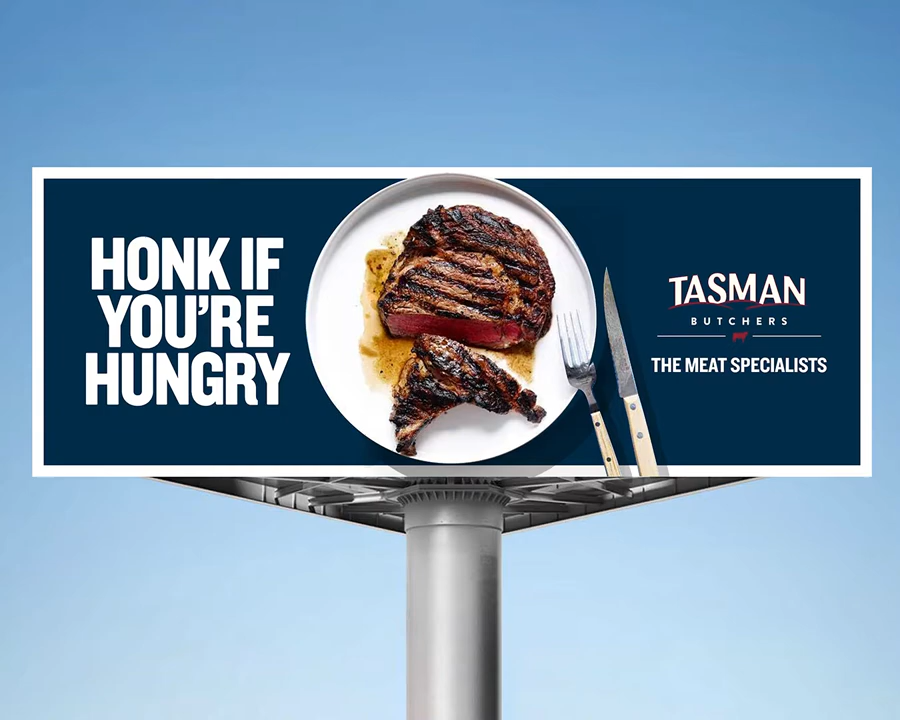 HONK IF
YOU'RE
HUNGRY
TASMAN
BUTCHERS
THE MEAT SPECIALISTS